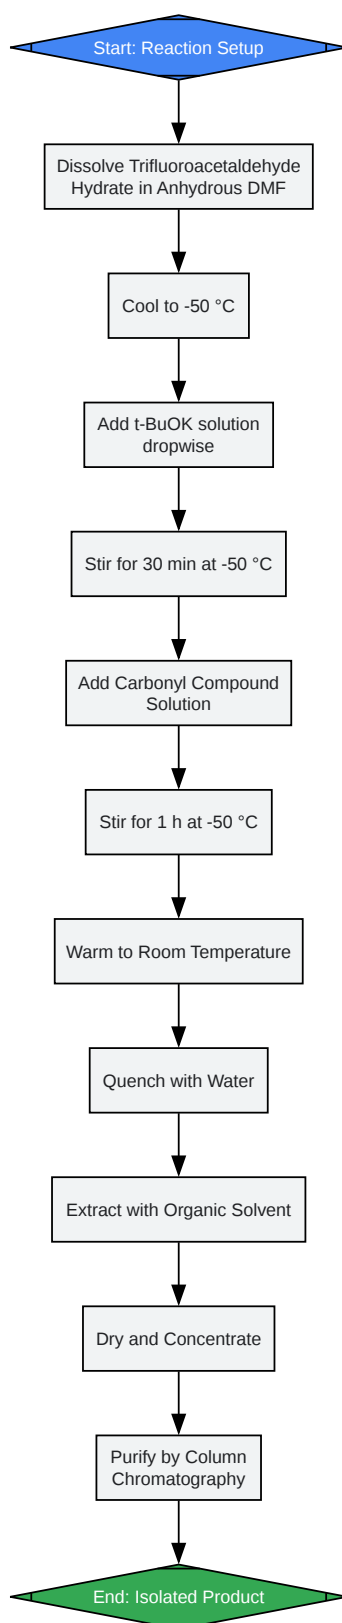 Start: Reaction Setup
Dissolve Trifluoroacetaldehyde
Hydrate in Anhydrous DMF
Cool to -50 °C
Add t-BuOK solution
dropwise
Stir for 30 min at -50 °C
Add Carbonyl Compound
Solution
Stir for 1 h at -50 °C
Warm to Room Temperature
Quench with Water
Extract with Organic Solvent
Dry and Concentrate
Purify by Column
Chromatography
End: Isolated Product